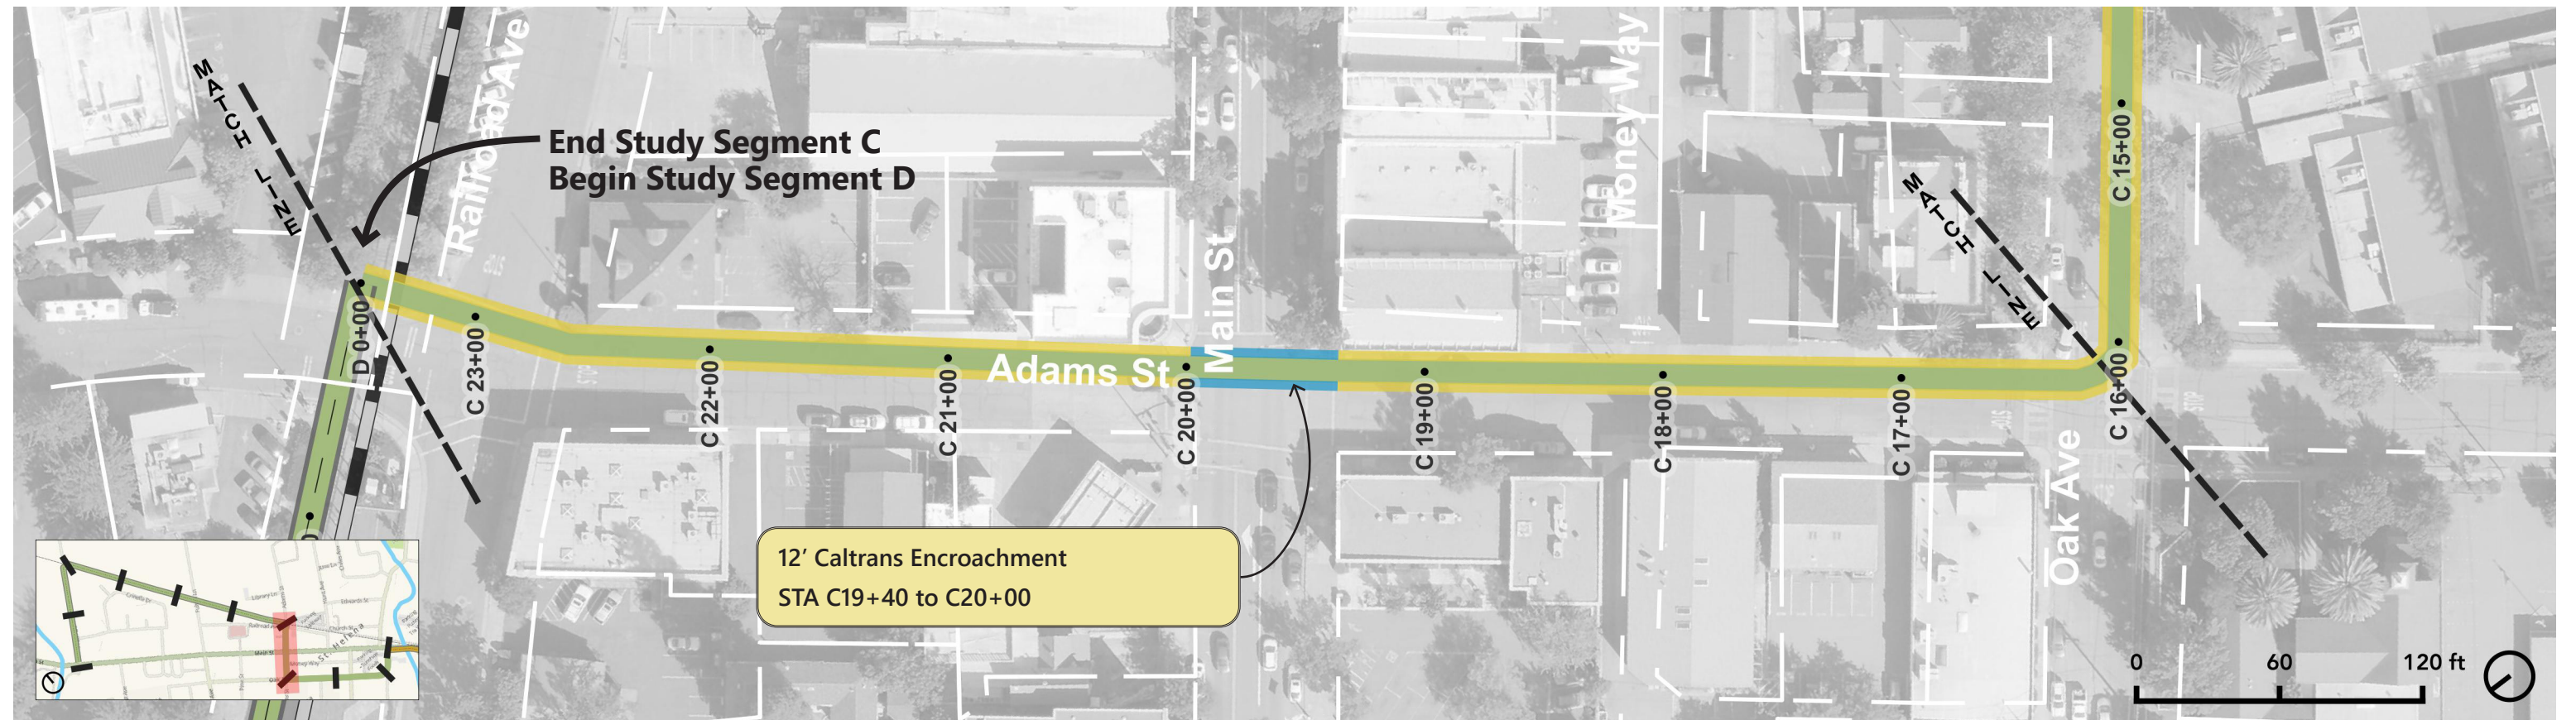 MATCH LINE
Railroad Ave
End Study Segment C
Begin Study Segment D
Money Way
C 15+00
MATCH LINE
Main St
D 0+00
C 23+00
C 22+00
C 21+00
Adams St
C 20+00
C 19+00
C 18+00
C 17+00
C 16+00
Oak Ave
12’ Caltrans Encroachment
STA C19+40 to C20+00
St. Helena
0 60 120 ft